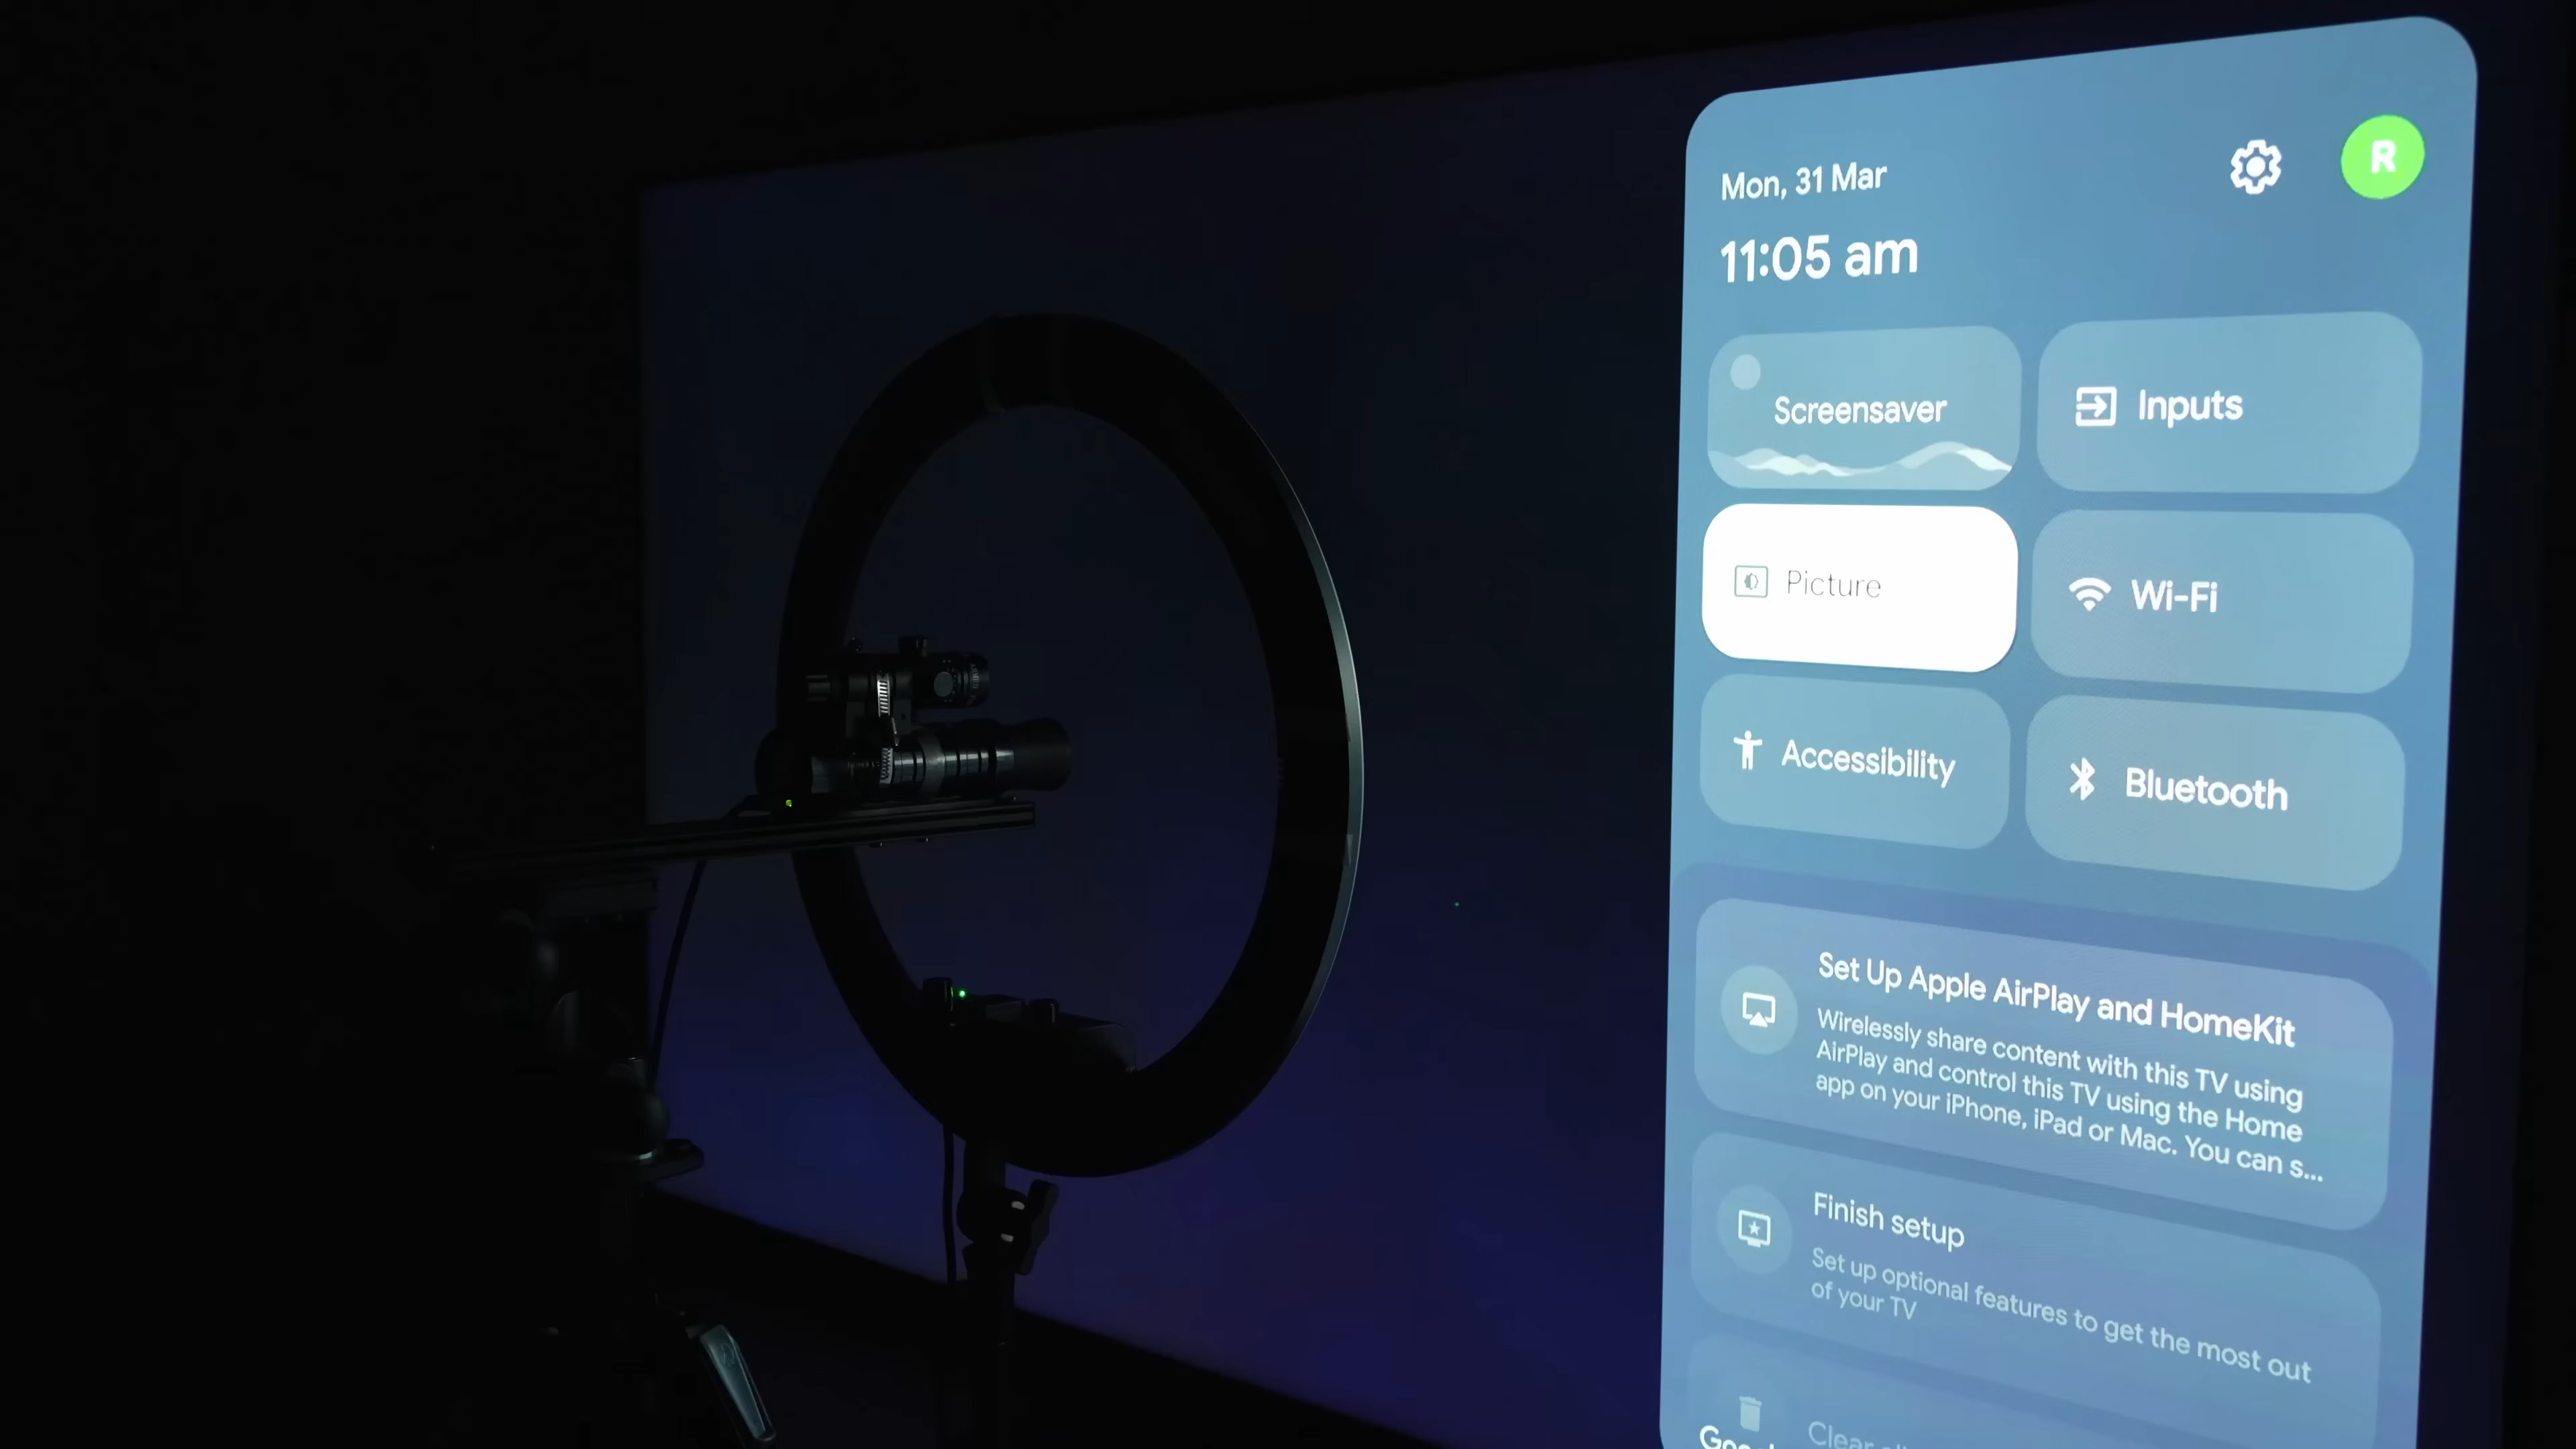 Mon, 31 Mar
R
11:05 am
Screensaver
Inputs
Picture
Wi-Fi
Accessibility
Bluetooth
Set Up Apple AirPlay and HomeKit
Wirelessly share content with this TV using
AirPlay and control this TV using the Home
app on your iPhone, iPad or Mac. You can s...
Finish setup
Set up optional features to get the most out
of your TV
Clear